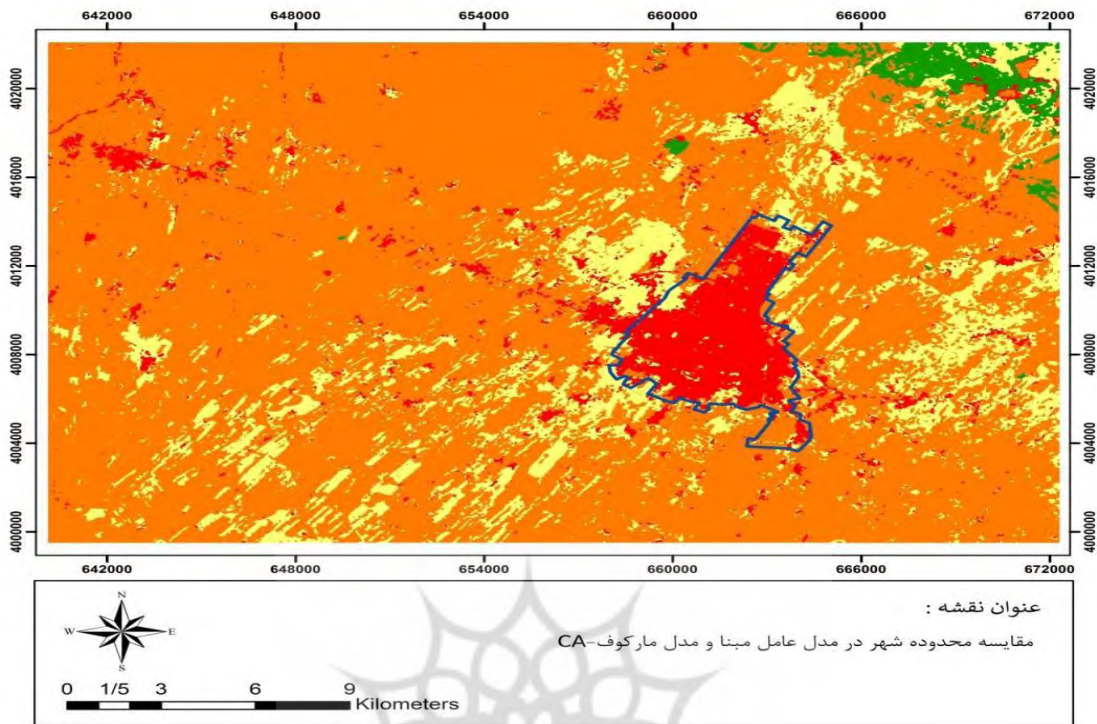 642000 648000 654000 660000 666000 672000
4020000 4020000
4016000 4016000
4012000 4012000
4008000 4008000
4004000 4004000
4000000 4000000
642000 648000 654000 660000 666000 672000
عنوان نقشه :
مقایسه محدوده شهر در مدل عامل مبنا و مدل مارکوف-CA
N
W E
S
0 1/5 3 6 9
Kilometers